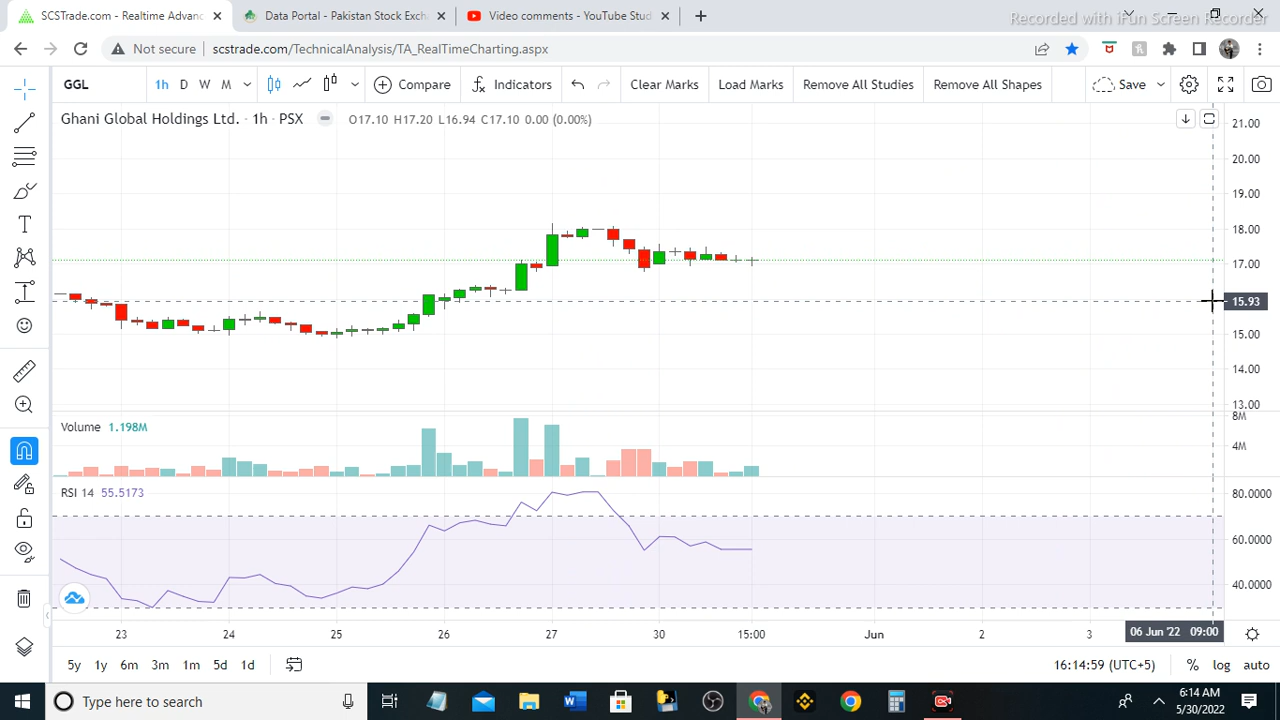 SCSTrade.com - Realtime Advanc
Data Portal - Pakistan Stock Exch
Video comments - YouTube Stud
Recorded with iFun Screen Recorder
Not secure
scstrade.com/TechnicalAnalysis/TA_RealTimeCharting.aspx
GGL 1h D W M Compare Indicators Clear Marks Load Marks Remove All Studies Remove All Shapes Save
Ghani Global Holdings Ltd. · 1h · PSX O17.10 H17.20 L16.94 C17.10 0.00 (0.00%)
21.00
20.00
19.00
18.00
17.00
15.93
15.00
14.00
13.00
Volume 1.198M
8M
4M
RSI 14 55.5173
80.0000
60.0000
40.0000
23 24 25 26 27 30 15:00 Jun 2 3 06 Jun '22 09:00
5y 1y 6m 3m 1m 5d 1d
16:14:59 (UTC+5) % log auto
Type here to search
6:14 AM
5/30/2022